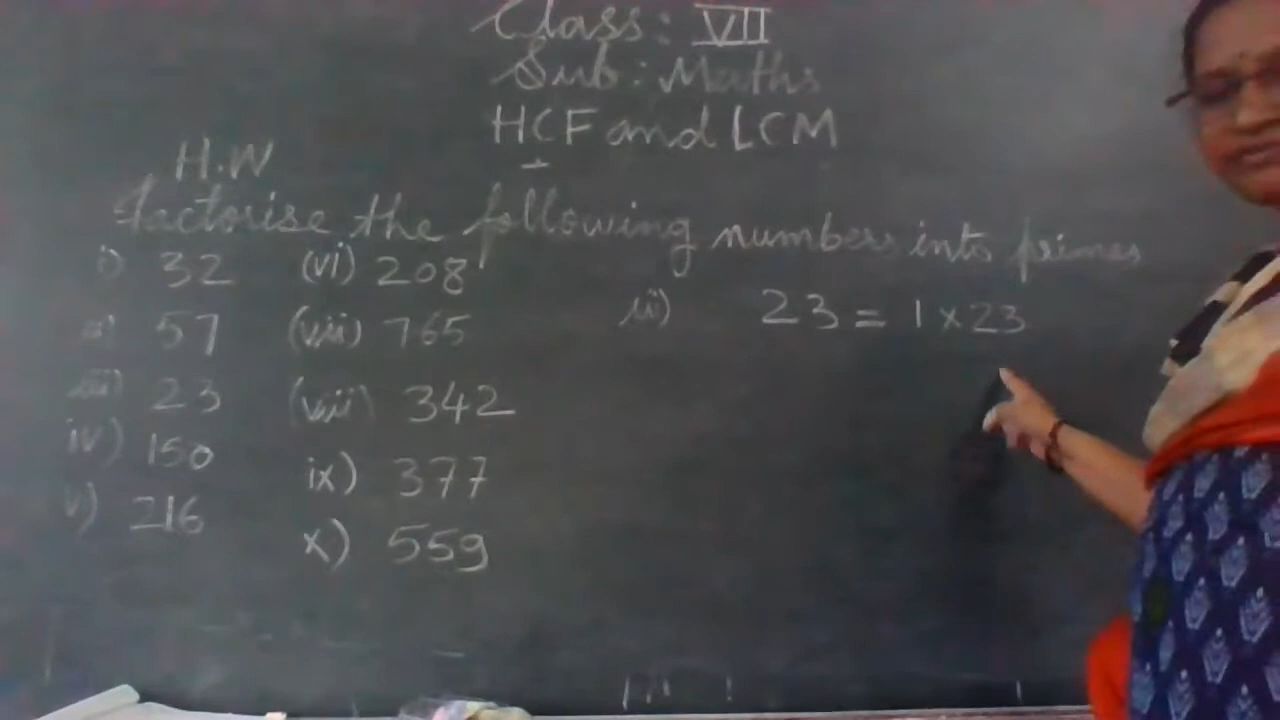 Class: VII
Sub: Maths
HCF and LCM
H.W
Factorise the following numbers into primes
i) 32 (vi) 208
ii) 57 (vii) 765
iii) 23 (viii) 342
iv) 150 ix) 377
v) 216 x) 559
iii) 23 = 1 x 23